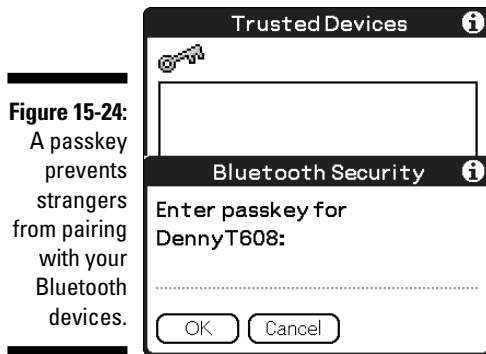 Figure 15-24:
A passkey
prevents
strangers
from pairing
with your
Bluetooth
devices.
Trusted Devices
Bluetooth Security
Enter passkey for
DennyT608:
OK Cancel